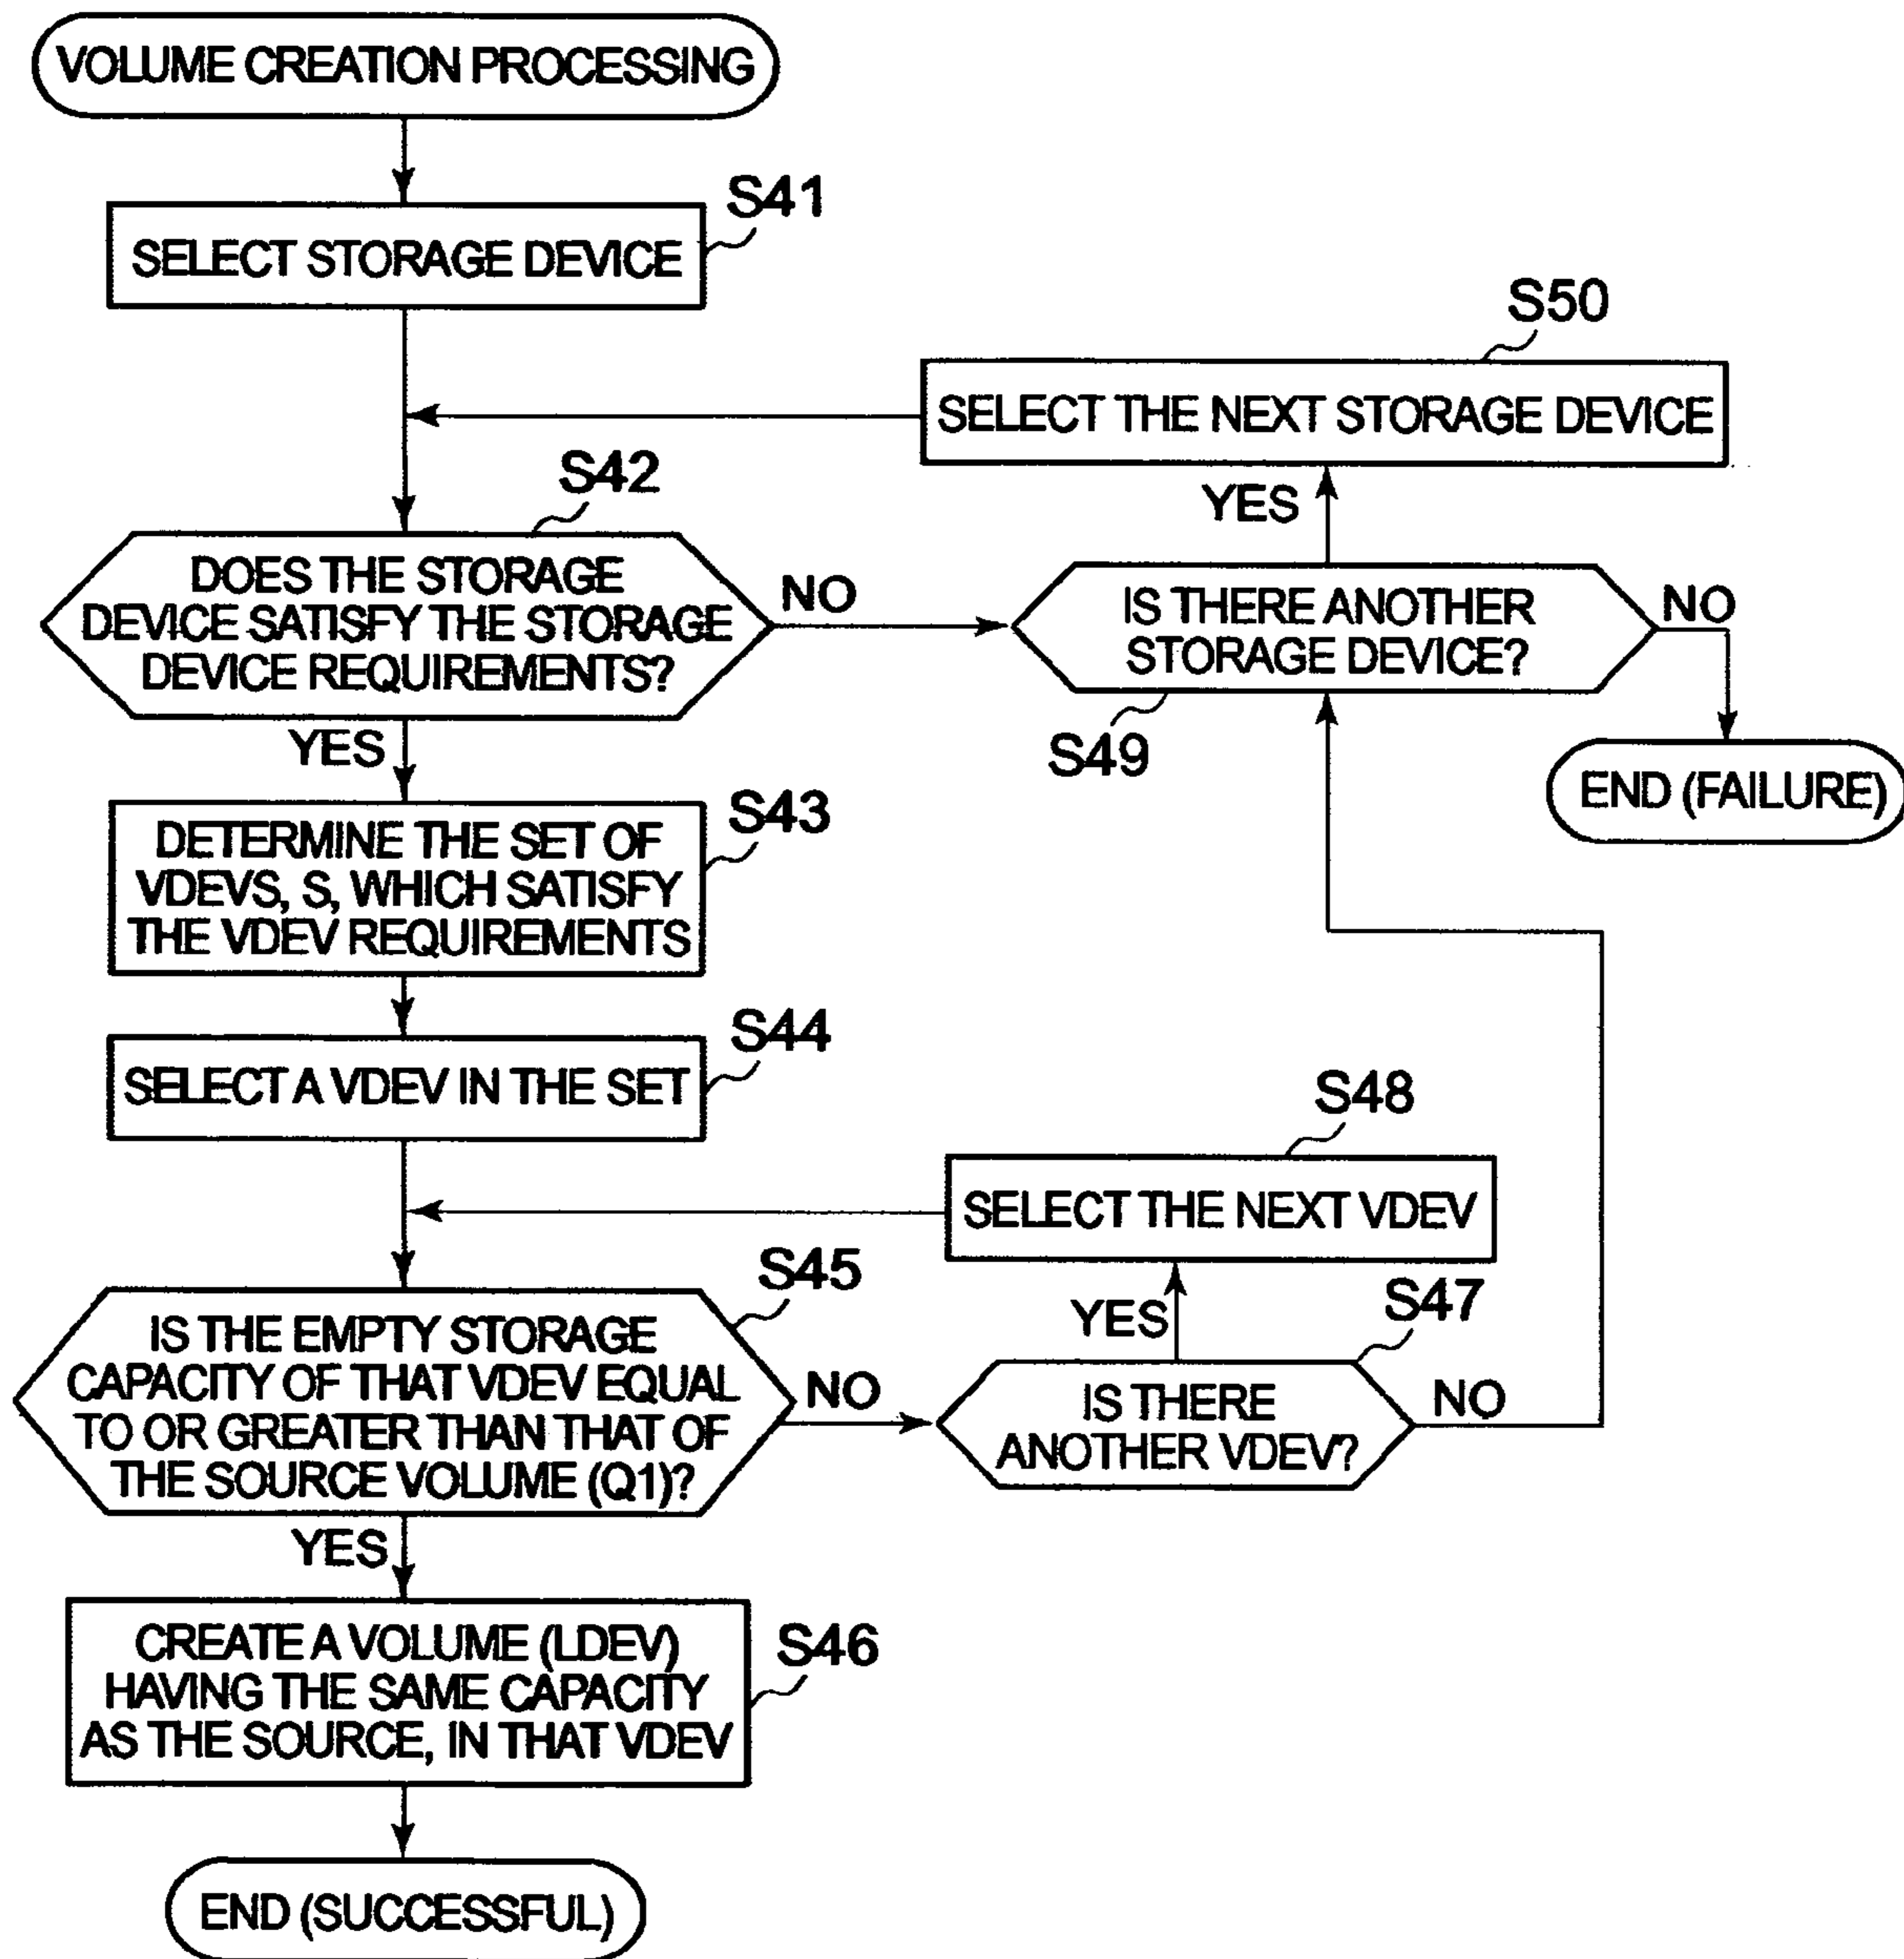 VOLUME CREATION PROCESSING
S41
SELECT STORAGE DEVICE
S50
SELECT THE NEXT STORAGE DEVICE
S42
YES
DOES THE STORAGE
DEVICE SATISFY THE STORAGE
DEVICE REQUIREMENTS?
NO
IS THERE ANOTHER
STORAGE DEVICE?
NO
YES
S49
END (FAILURE)
S43
DETERMINE THE SET OF
VDEVS, S, WHICH SATISFY
THE VDEV REQUIREMENTS
S44
SELECT A VDEV IN THE SET
S48
SELECT THE NEXT VDEV
S45
YES
S47
IS THE EMPTY STORAGE
CAPACITY OF THAT VDEV EQUAL
TO OR GREATER THAN THAT OF
THE SOURCE VOLUME (Q1)?
NO
IS THERE
ANOTHER VDEV?
NO
YES
CREATE A VOLUME (LDEV)
HAVING THE SAME CAPACITY
AS THE SOURCE, IN THAT VDEV
S46
END (SUCCESSFUL)